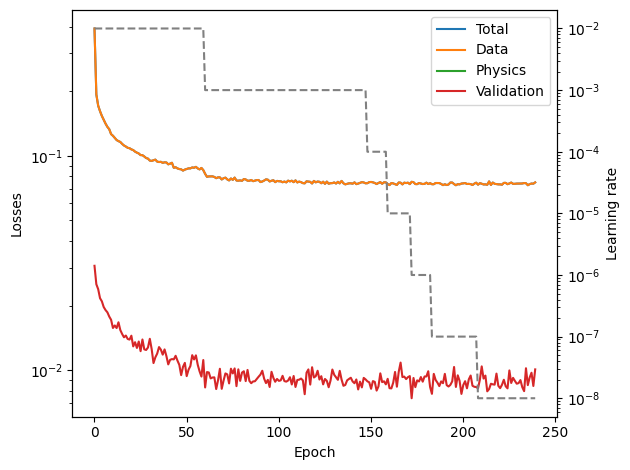 Total
Data
Physics
Validation
Losses
10⁻¹
10⁻²
10⁻²
10⁻³
10⁻⁴
10⁻⁵
10⁻⁶
10⁻⁷
10⁻⁸
Learning rate
0 50 100 150 200 250
Epoch